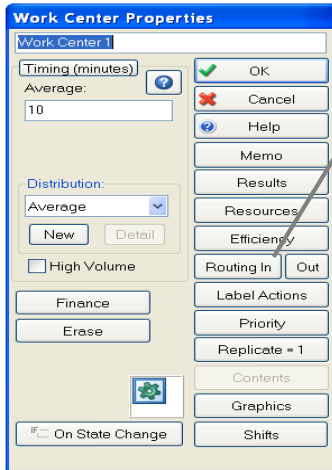 Work Center Properties
Work Center 1
Timing (minutes)
Average:
10
Distribution:
Average
New Detail
High Volume
Finance
Erase
IF On State Change
OK
Cancel
Help
Memo
Results
Resources
Efficiency
Routing In Out
Label Actions
Priority
Replicate = 1
Contents
Graphics
Shifts